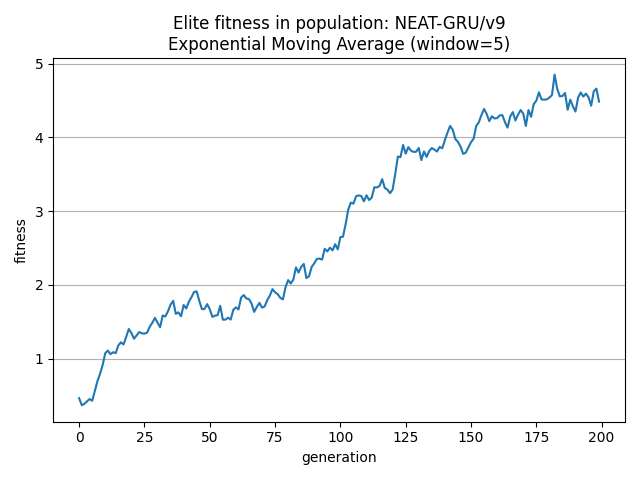 Elite fitness in population: NEAT-GRU/v9
Exponential Moving Average (window=5)
5
4
3
2
1
fitness
0 25 50 75 100 125 150 175 200
generation